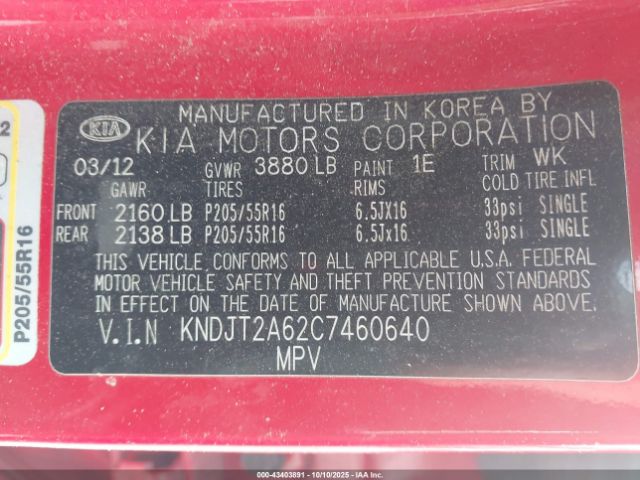 MANUFACTURED IN KOREA BY
KIA KIA MOTORS CORPORATION
03/12 GVWR 3880 LB PAINT 1E TRIM WK
GAWR TIRES RIMS COLD TIRE INFL
FRONT 2160 LB P205/55R16 6.5JX16 33psi SINGLE
REAR 2138 LB P205/55R16 6.5Jx16 33psi SINGLE
THIS VEHICLE CONFORMS TO ALL APPLICABLE U.S.A. FEDERAL
MOTOR VEHICLE SAFETY AND THEFT PREVENTION STANDARDS
IN EFFECT ON THE DATE OF MANUFACTURE SHOWN ABOVE.
V.I.N KNDJT2A62C7460640
MPV
P205/55R16
© IAA Stock #: 43403891 - 10/10/2025 - IAAHOLDINGS, LLC